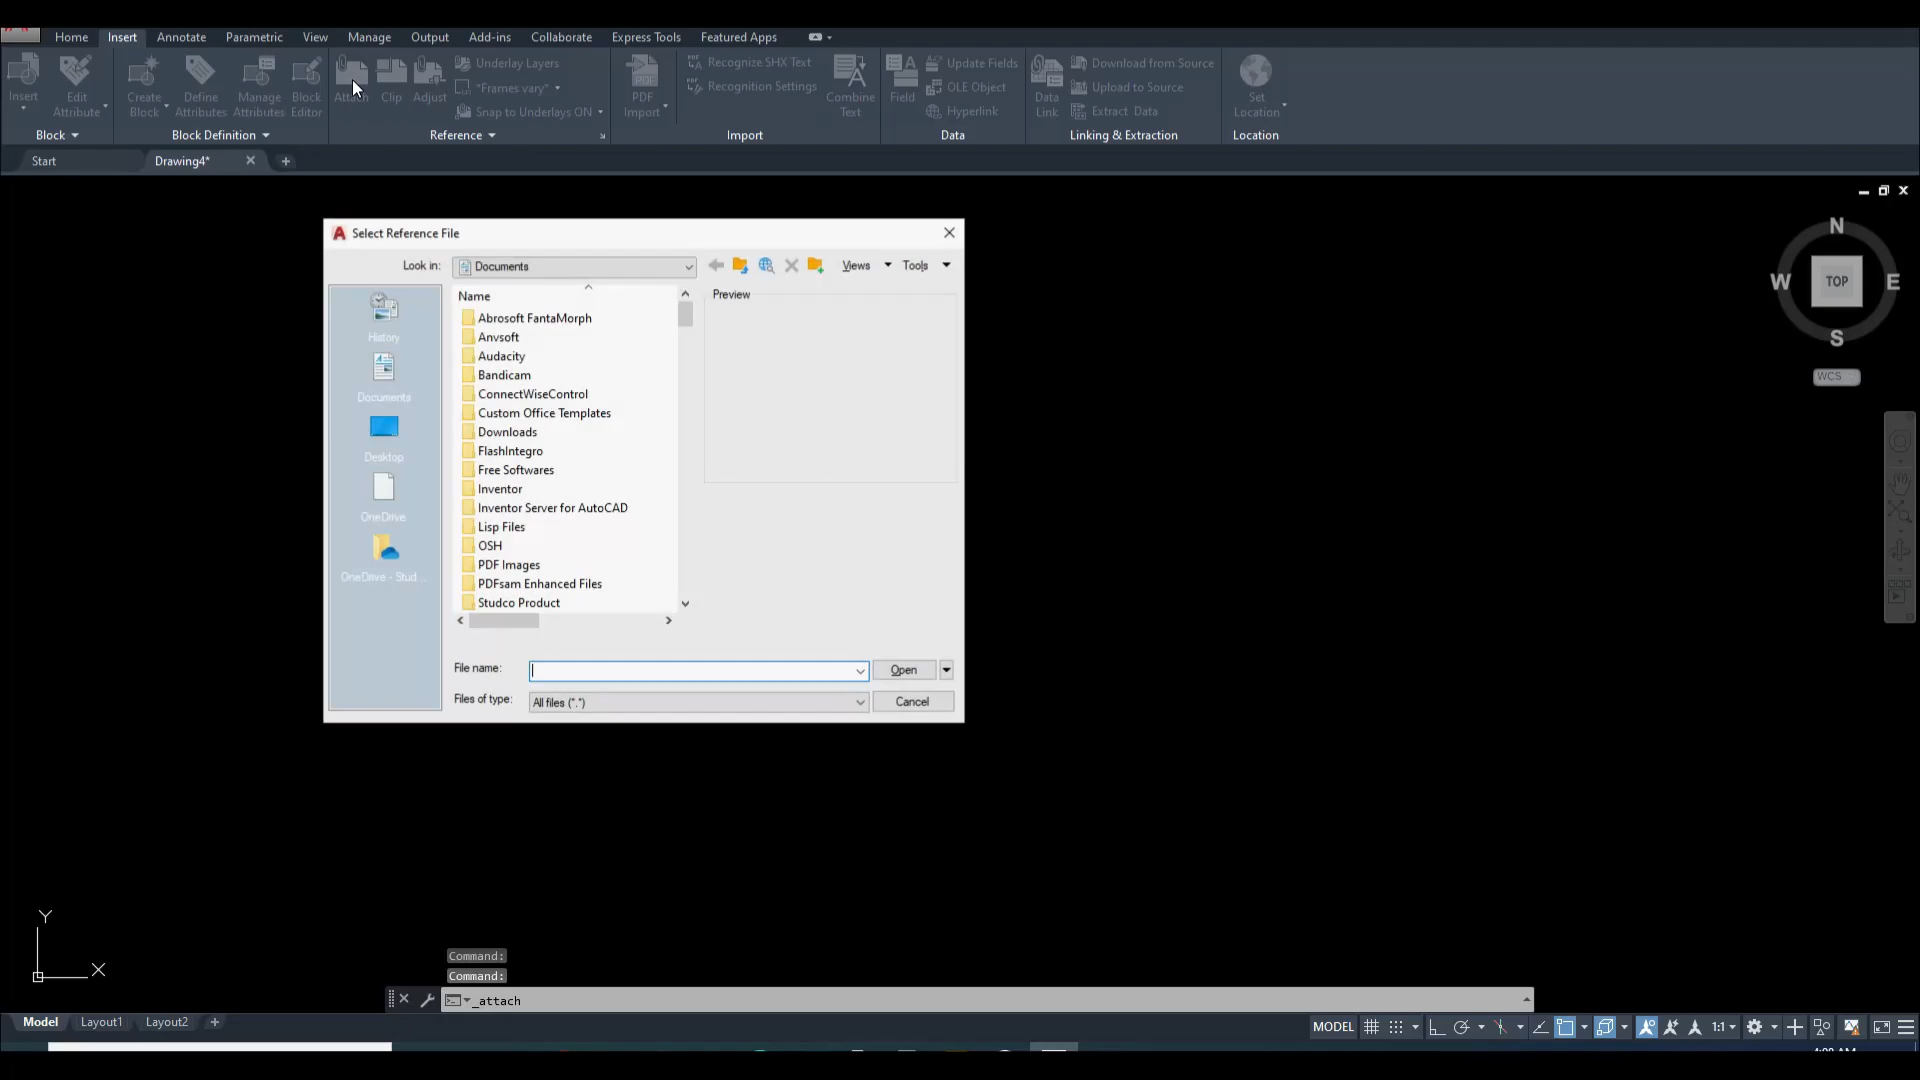 Home Insert Annotate Parametric View Manage Output Add-ins Collaborate Express Tools Featured Apps
Insert
Edit Attribute
Create Block
Define Attributes
Manage Attributes
Block Editor
Attach
Clip
Adjust
Underlay Layers
*Frames vary*
Snap to Underlays ON
PDF Import
Recognize SHX Text
Recognition Settings
Combine Text
Field
Update Fields
OLE Object
Hyperlink
Data Link
Download from Source
Upload to Source
Extract Data
Set Location
Block Block Definition Reference Import Data Linking & Extraction Location
Start Drawing4*
N
W TOP E
S
WCS
Select Reference File
Look in: Documents Views Tools
History
Documents
Desktop
OneDrive
OneDrive - Stud...
Name
Abrosoft FantaMorph
Anvsoft
Audacity
Bandicam
ConnectWiseControl
Custom Office Templates
Downloads
FlashIntegro
Free Softwares
Inventor
Inventor Server for AutoCAD
Lisp Files
OSH
PDF Images
PDFsam Enhanced Files
Studco Product
Preview
File name: Open
Files of type: All files (*.*) Cancel
Y
X
Command:
Command:
_attach
Model Layout1 Layout2
MODEL 1:1